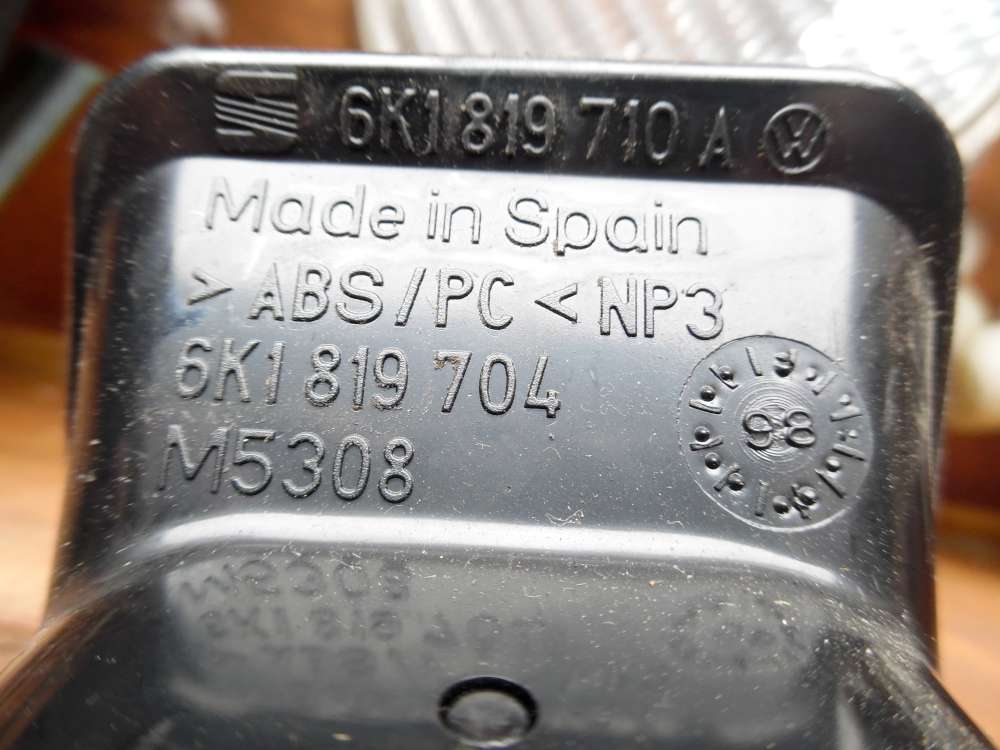 6K1 819 710 A
Made in Spain
> ABS/PC < NP3
6K1 819 704
M5308
98